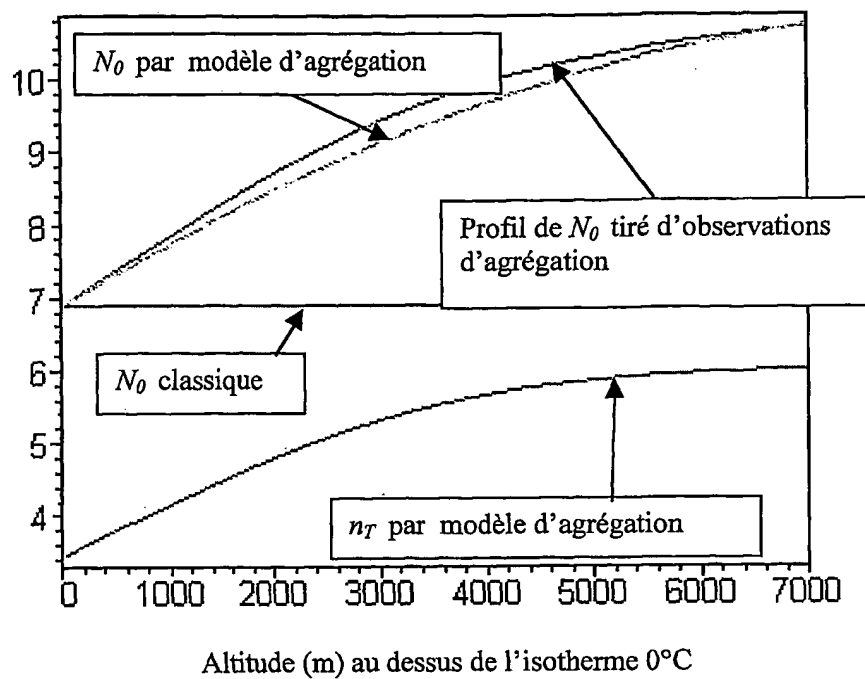 N₀ par modèle d'agrégation
10
9
Profil de N₀ tiré d'observations
d'agrégation
8
7
N₀ classique
6
5
n_T par modèle d'agrégation
4
0 1000 2000 3000 4000 5000 6000 7000
Altitude (m) au dessus de l'isotherme 0°C